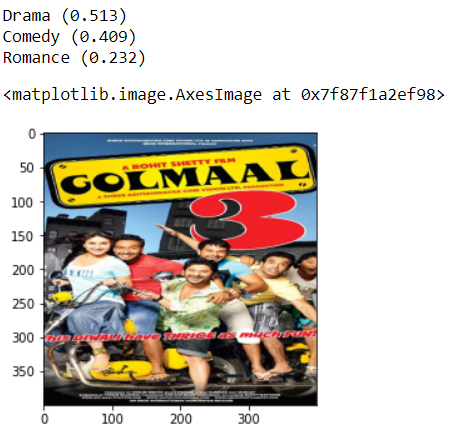 Drama (0.513)
Comedy (0.409)
Romance (0.232)
<matplotlib.image.AxesImage at 0x7f87f1a2ef98>
A ROHIT SHETTY FILM
GOLMAAL
3
HIS DIWALI HAVE THRICE AS MUCH FUN!
0
50
100
150
200
250
300
350
0
100
200
300